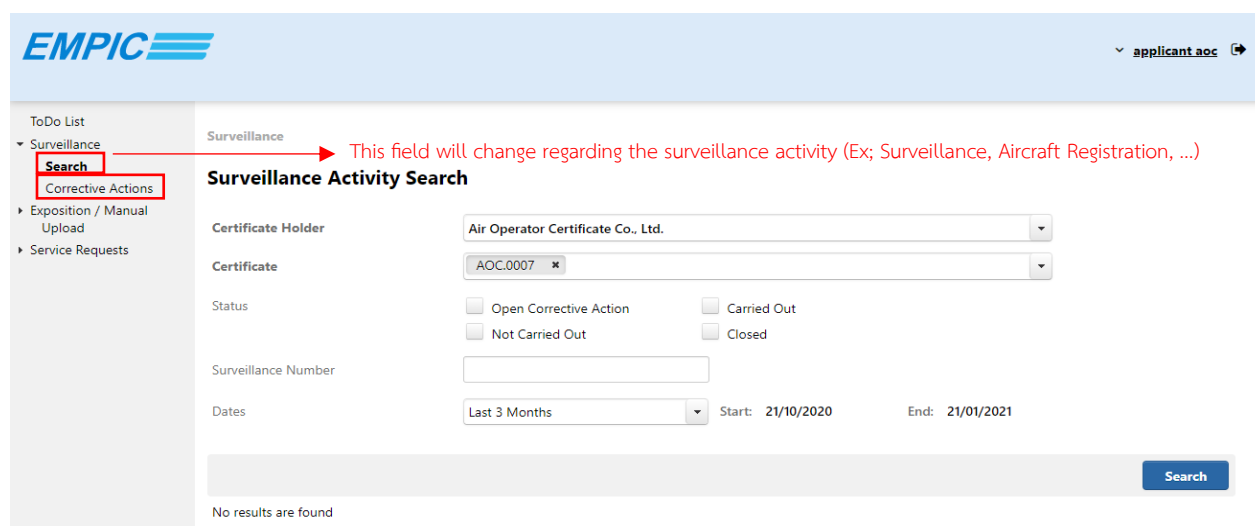 EMPIC
applicant aoc
ToDo List
Surveillance
Search
Corrective Actions
Exposition / Manual
Upload
Service Requests
Surveillance
This field will change regarding the surveillance activity (Ex; Surveillance, Aircraft Registration, ...)
Surveillance Activity Search
Certificate Holder
Air Operator Certificate Co., Ltd.
Certificate
AOC.0007 ×
Status
Open Corrective Action
Carried Out
Not Carried Out
Closed
Surveillance Number
Dates
Last 3 Months
Start: 21/10/2020
End: 21/01/2021
Search
No results are found